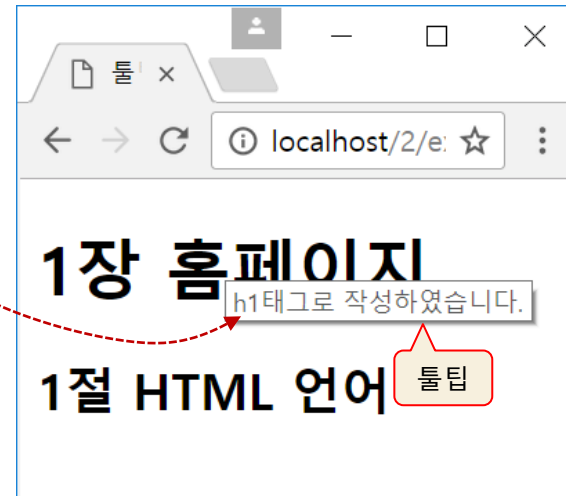 툴
localhost/2/e
1장 홈페이지
h1태그로 작성하였습니다.
1절 HTML 언어
툴팁